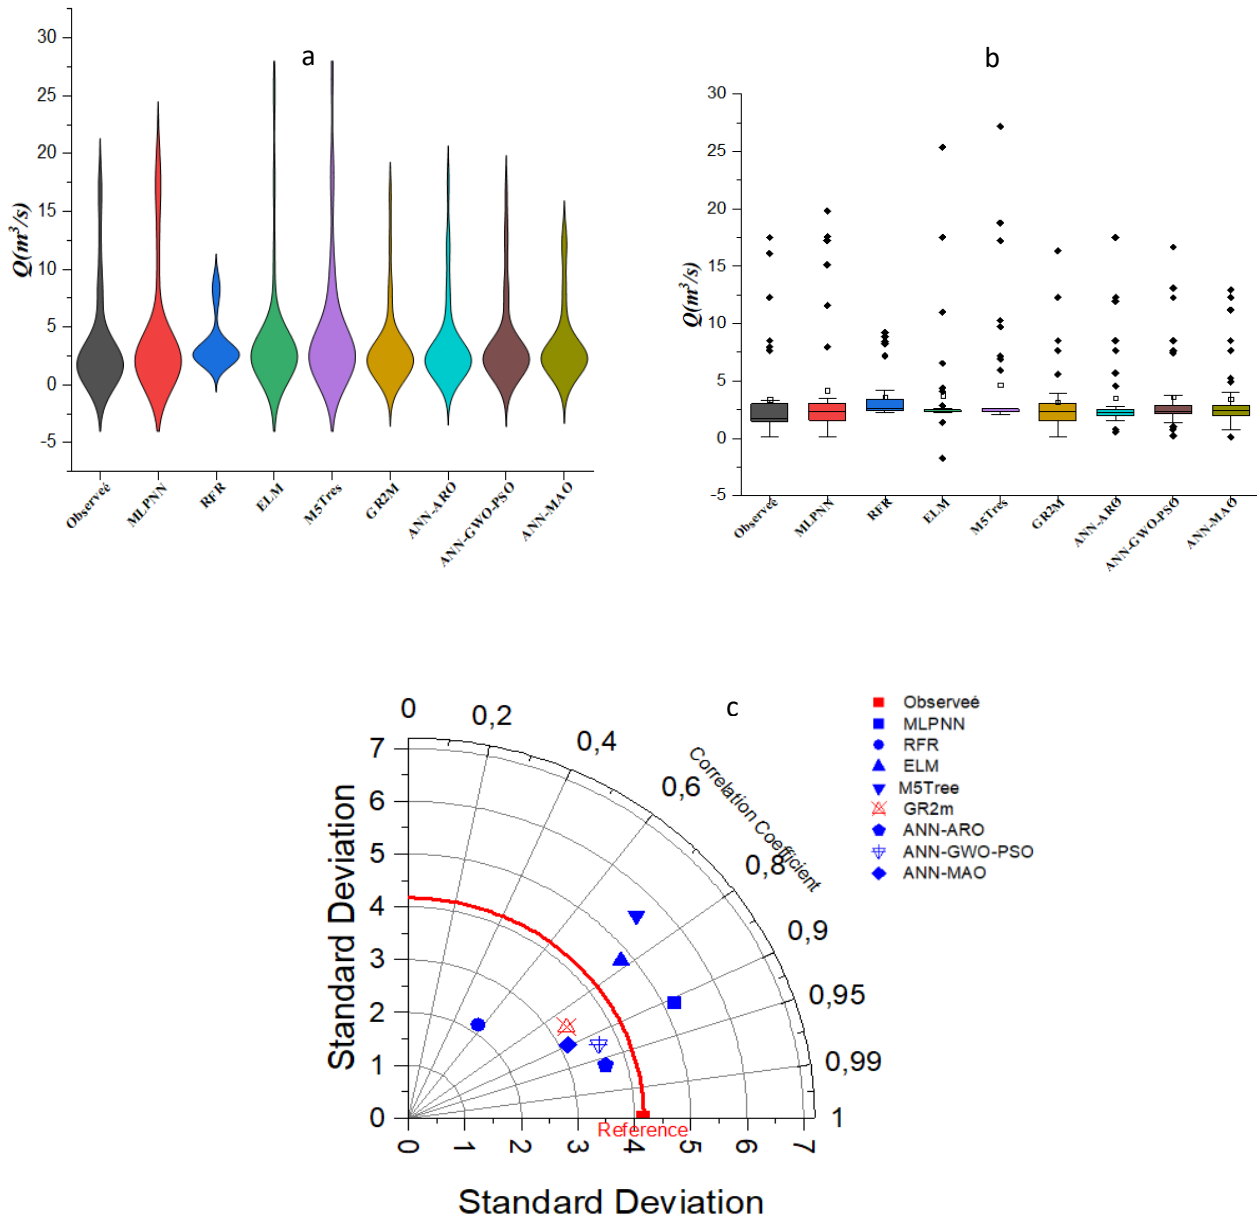 a
30
25
20
15
10
5
0
-5
Q(m³/s)
Observeé
MLPNN
RFR
ELM
M5Tres
GR2M
ANN-ARO
ANN-GWO-PSO
ANN-MAO
b
30
25
20
15
10
5
0
-5
Q(m³/s)
Observeé
MLPNN
RFR
ELM
M5Tres
GR2M
ANN-ARO
ANN-GWO-PSO
ANN-MAO
c
0
0,2
0,4
0,6
0,8
0,9
0,95
0,99
1
Correlation Coefficient
7
6
5
4
3
2
1
0
Standard Deviation
0
1
2
3
4
5
6
7
Reference
Standard Deviation
Observeé
MLPNN
RFR
ELM
M5Tree
GR2m
ANN-ARO
ANN-GWO-PSO
ANN-MAO